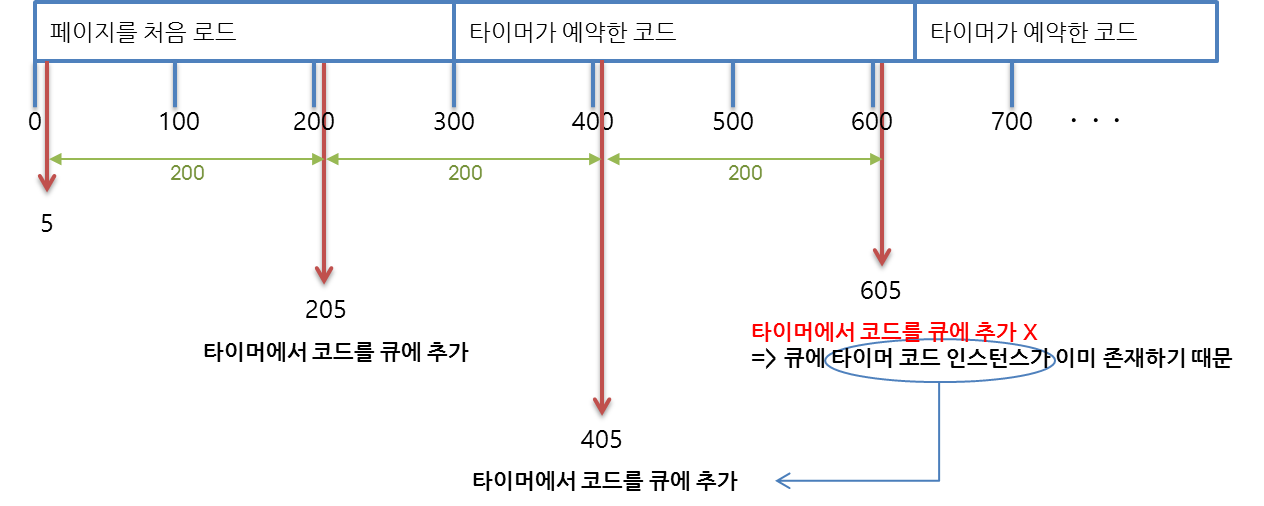 페이지를 처음 로드
타이머가 예약한 코드
타이머가 예약한 코드
0
100
200
300
400
500
600
700
· · ·
200
200
200
5
205
타이머에서 코드를 큐에 추가
605
타이머에서 코드를 큐에 추가 X
=> 큐에 타이머 코드 인스턴스가 이미 존재하기 때문
405
타이머에서 코드를 큐에 추가